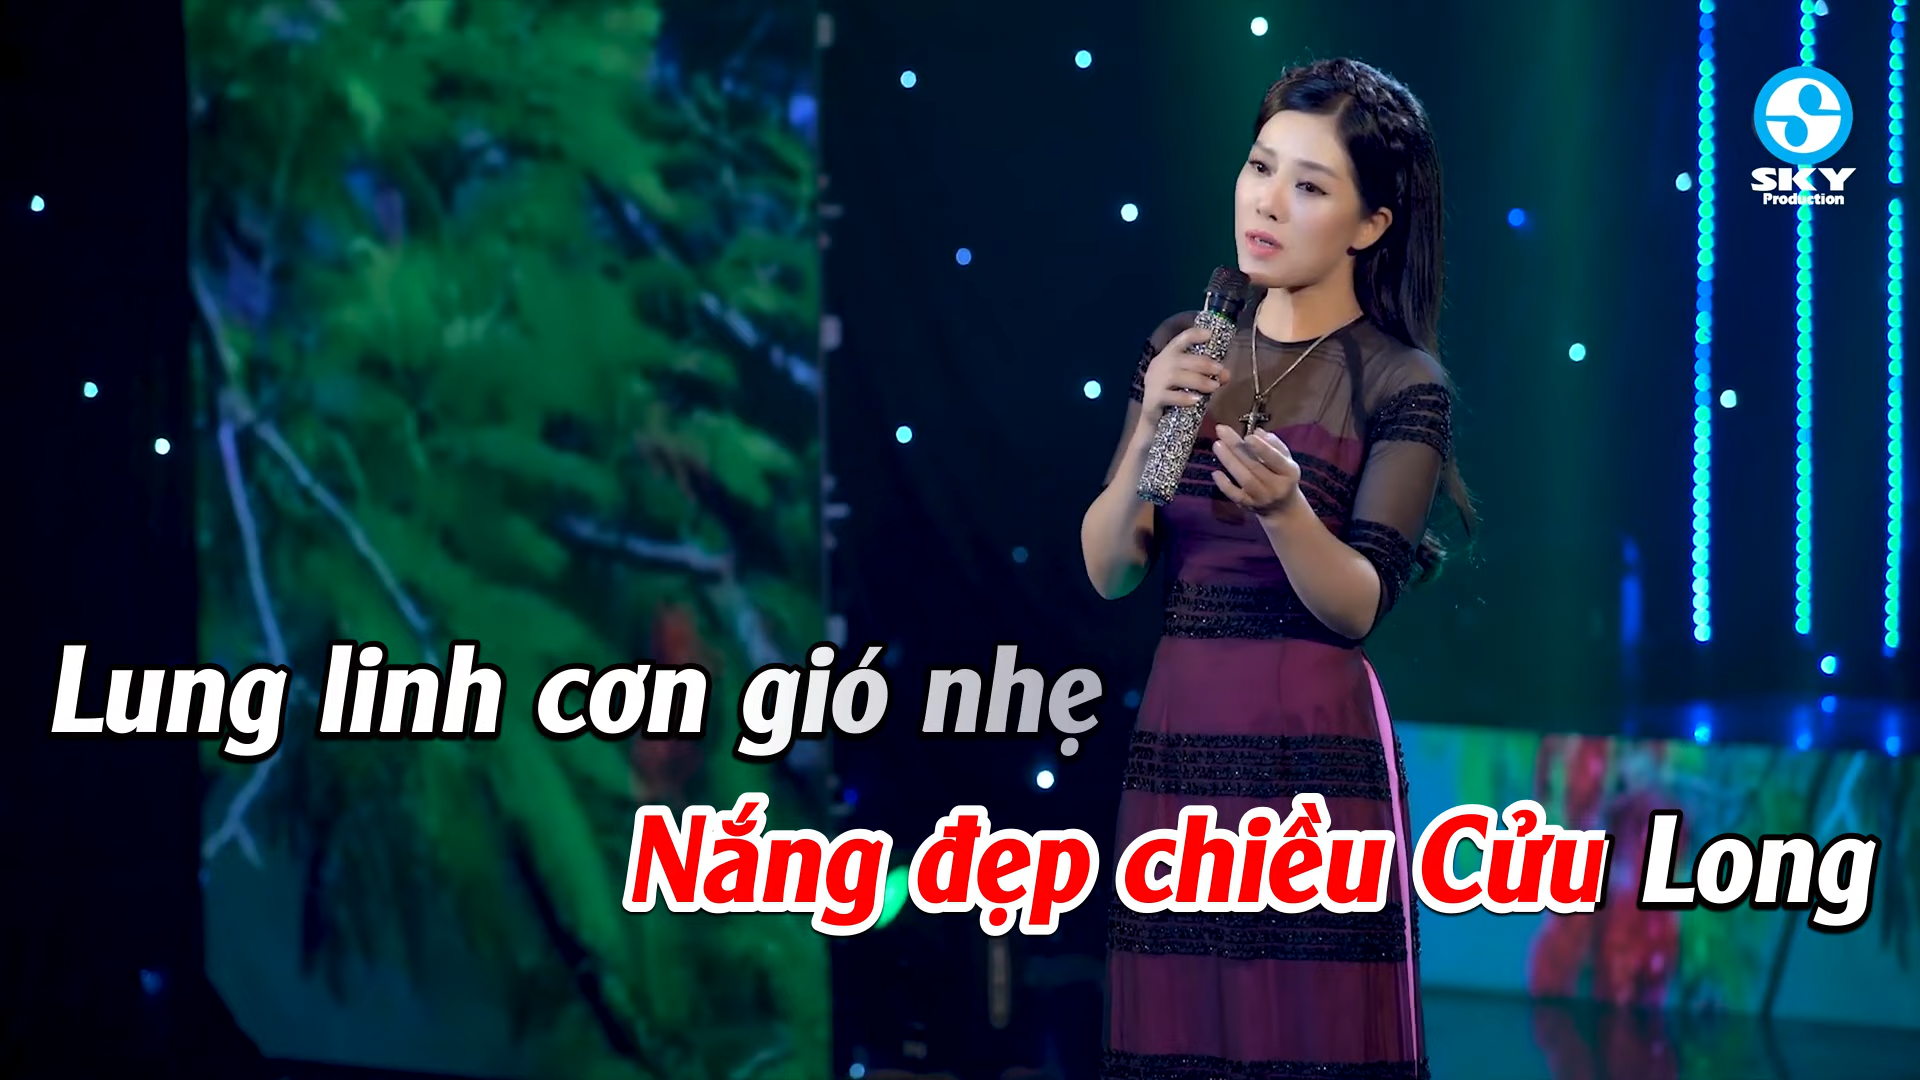 SKY
Production
Lung linh cơn gió nhẹ
Nắng đẹp chiều Cửu Long